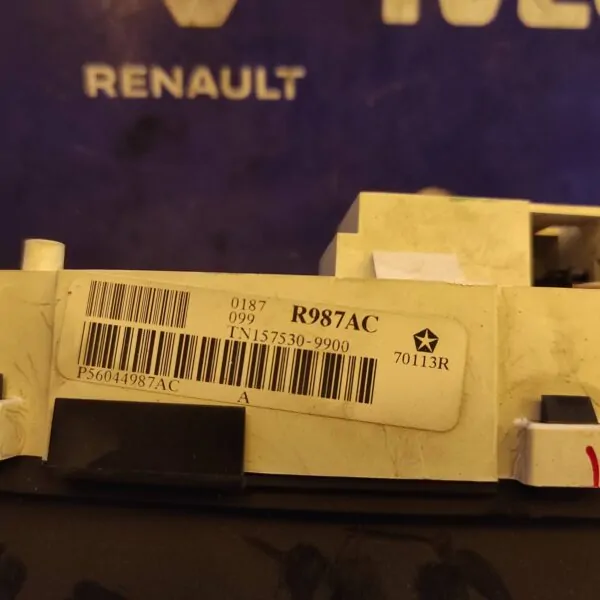 RENAULT
0187
099
R987AC
TN157530-9900
70113R
P56044987AC
A